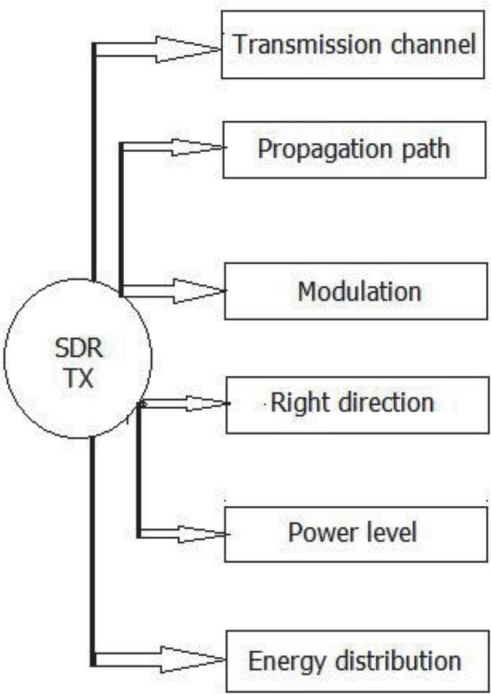 Transmission channel
Propagation path
Modulation
SDR
TX
Right direction
Power level
Energy distribution